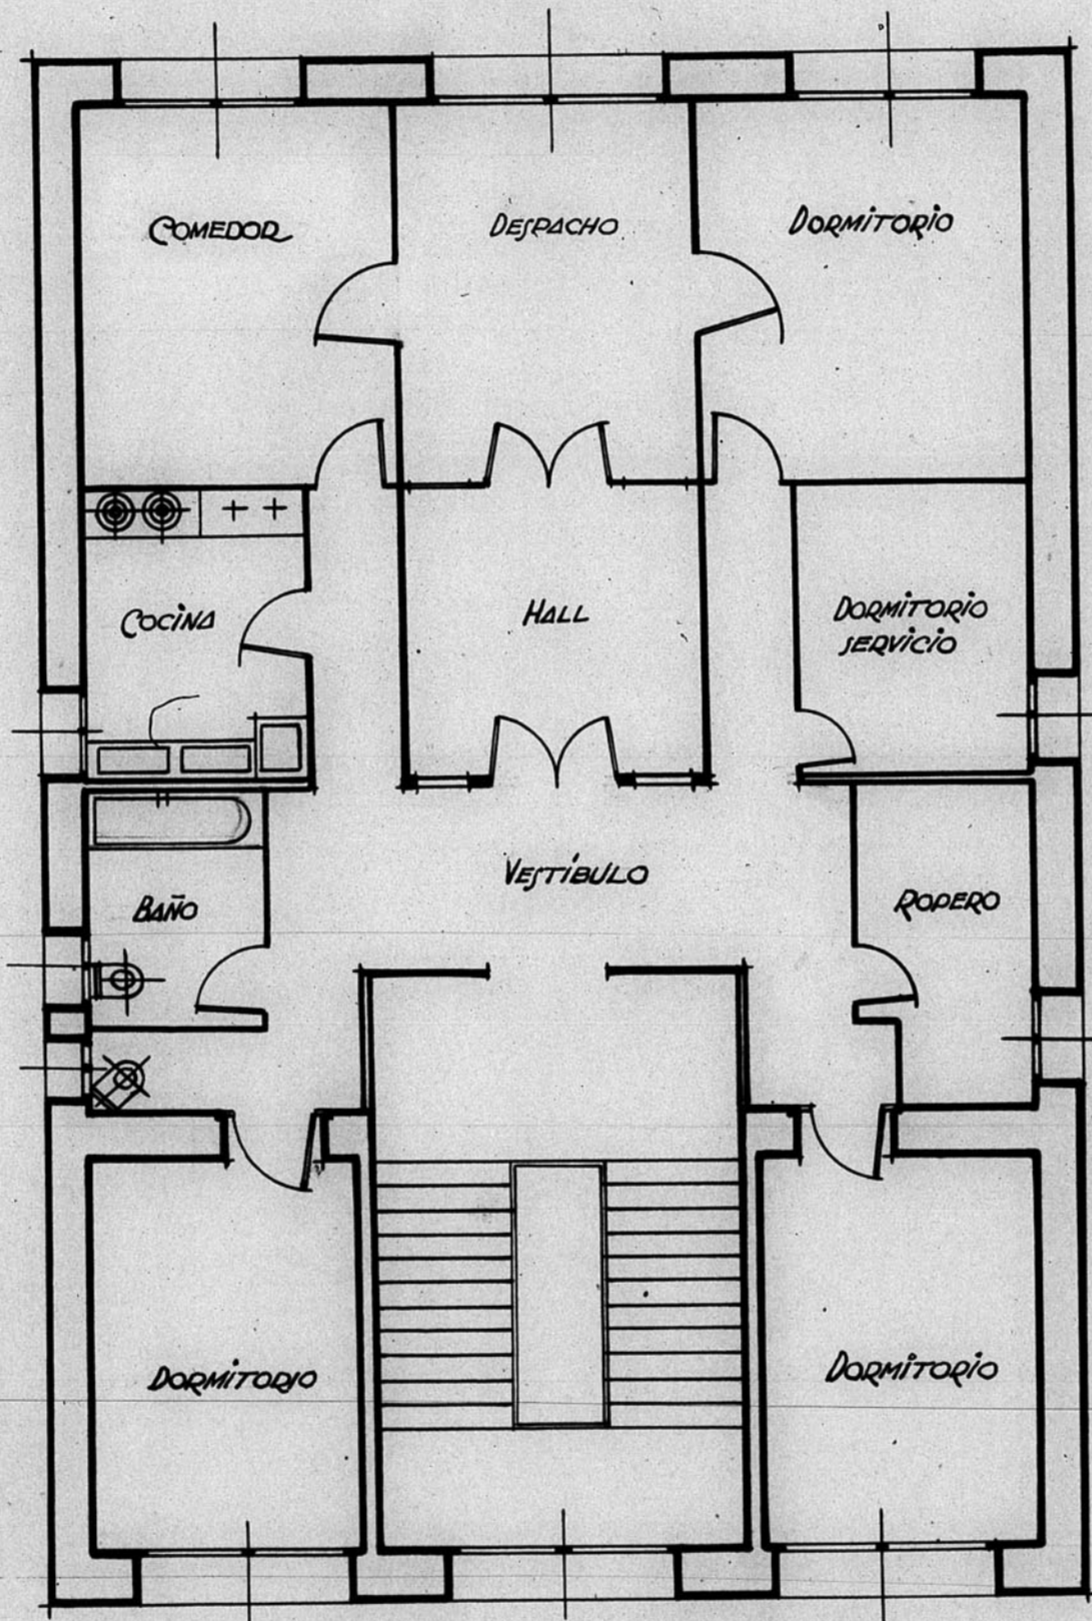 COMEDOR
DESPACHO
DORMITORIO
COCINA
HALL
DORMITORIO
SERVICIO
VESTÍBULO
BAÑO
ROPERO
DORMITORIO
DORMITORIO